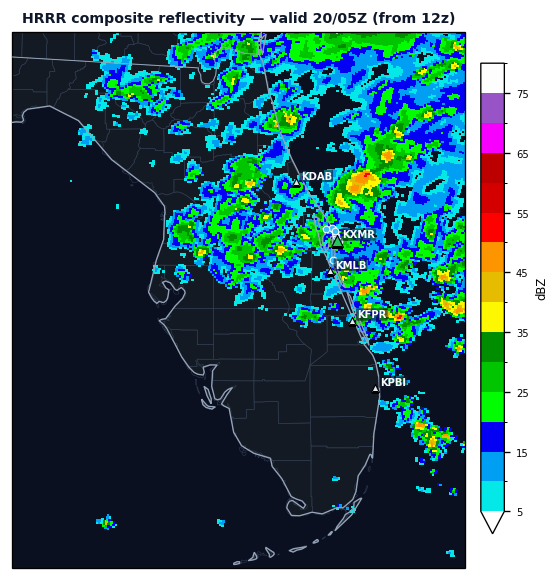 HRRR composite reflectivity — valid 20/05Z (from 12z)
75
65
55
45
35
25
15
5
dBZ
KDAB
KXMR
KMLB
KFPR
KPBI